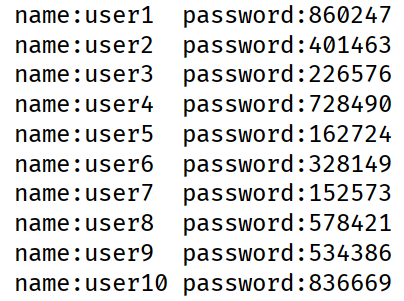 name:user1  password:860247
name:user2  password:401463
name:user3  password:226576
name:user4  password:728490
name:user5  password:162724
name:user6  password:328149
name:user7  password:152573
name:user8  password:578421
name:user9  password:534386
name:user10 password:836669